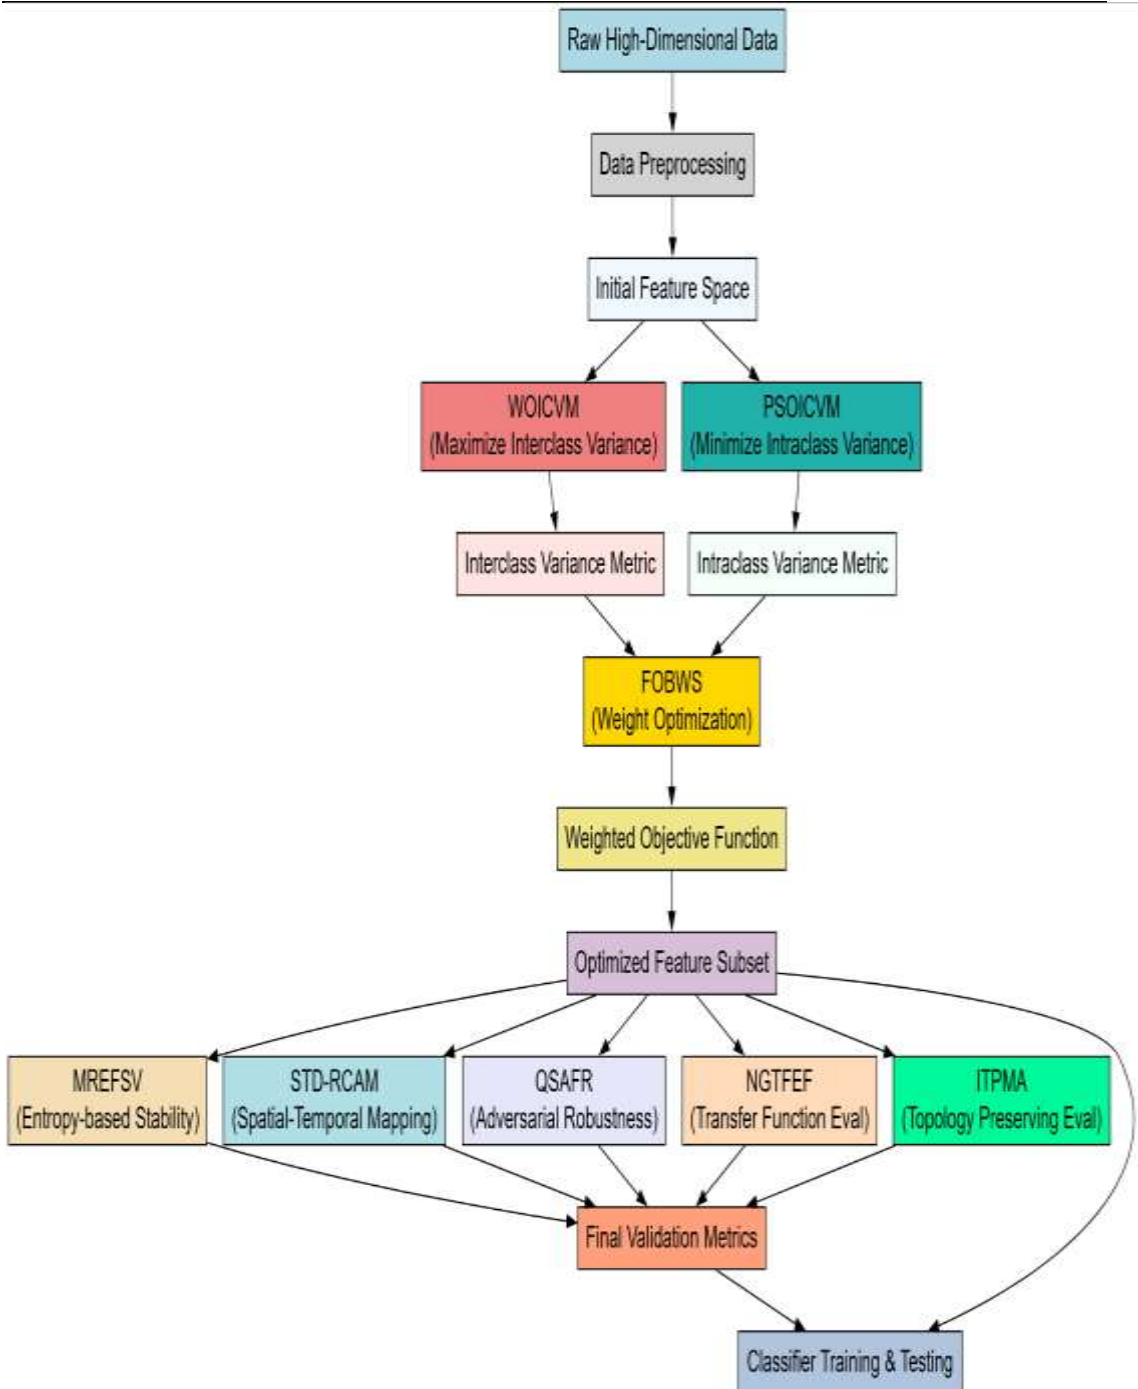 Raw High-Dimensional Data
Data Preprocessing
Initial Feature Space
WOICVM
(Maximize Interclass Variance)
PSOICVM
(Minimize Intraclass Variance)
Interclass Variance Metric
Intraclass Variance Metric
FOBWS
(Weight Optimization)
Weighted Objective Function
Optimized Feature Subset
MREFSV
(Entropy-based Stability)
STD-RCAM
(Spatial-Temporal Mapping)
QSAFR
(Adversarial Robustness)
NGTFEF
(Transfer Function Eval)
ITPMA
(Topology Preserving Eval)
Final Validation Metrics
Classifier Training & Testing